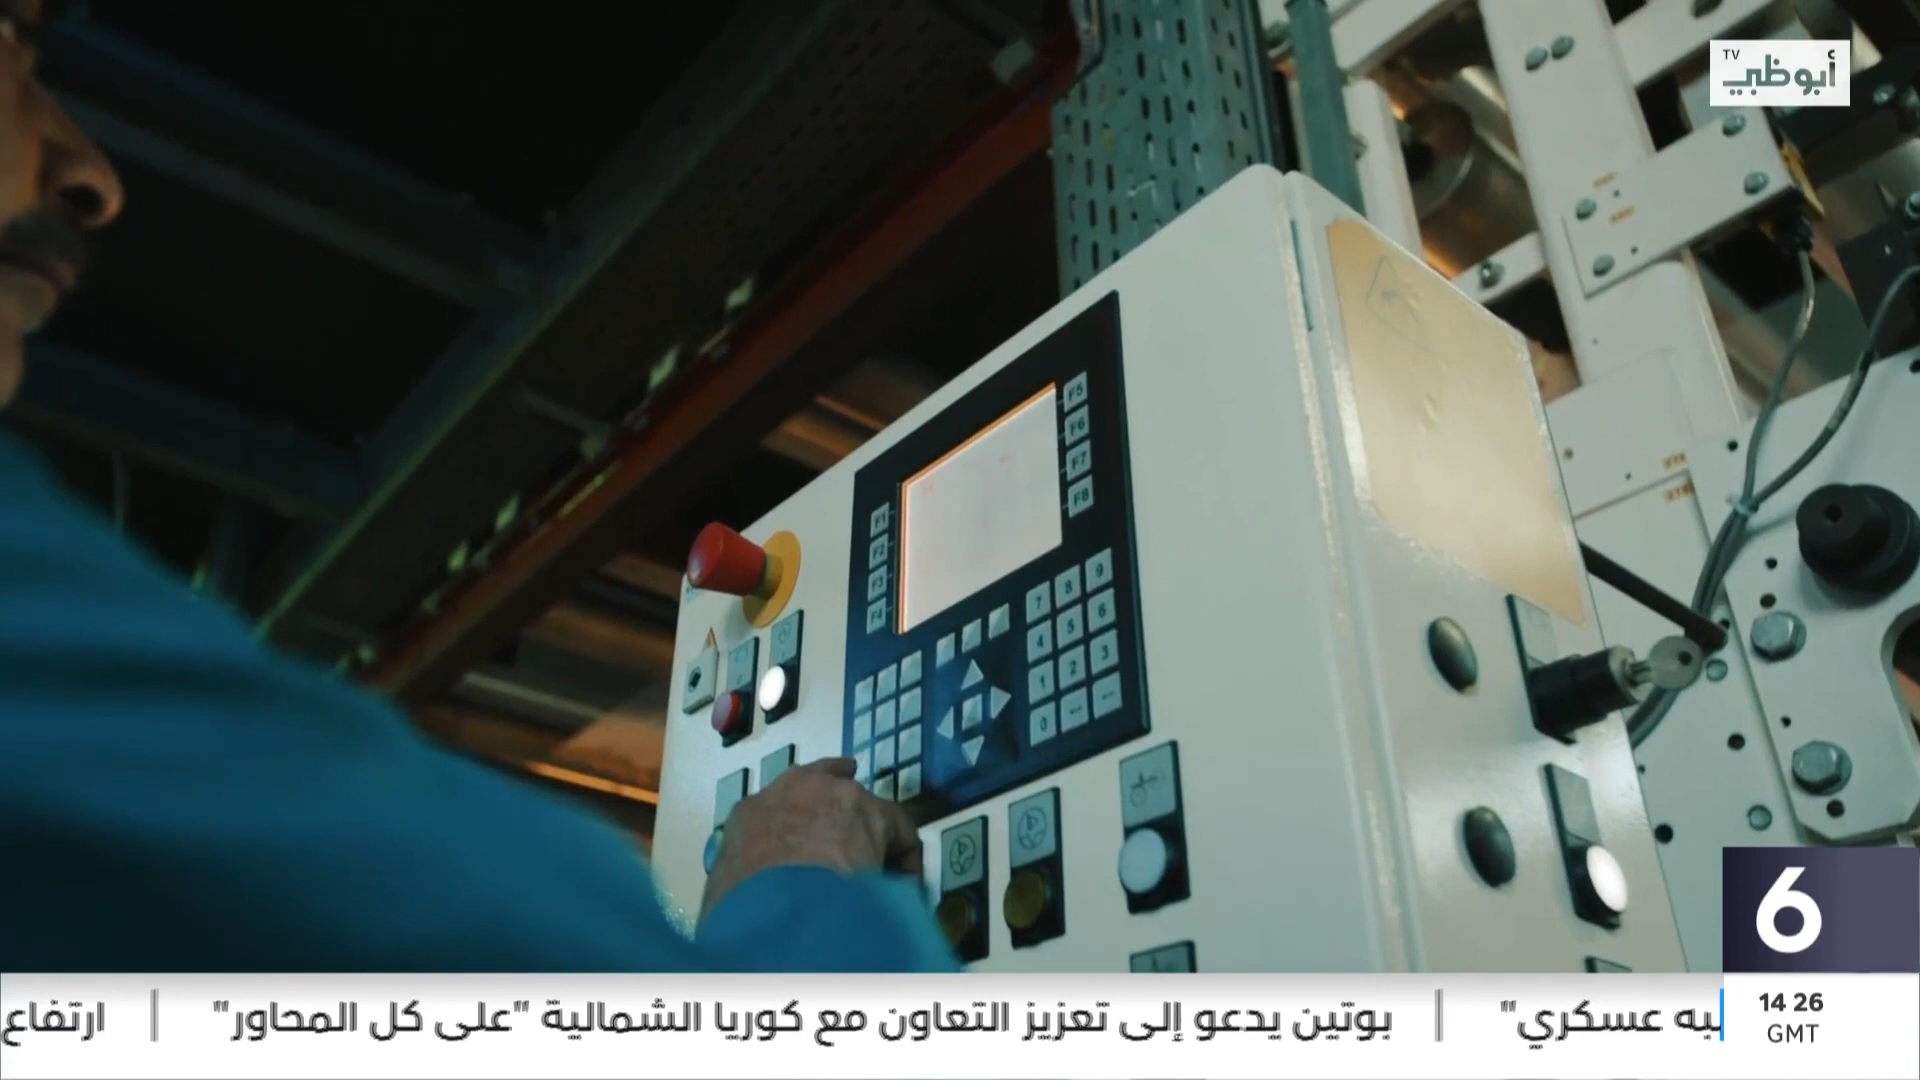 TV
أبوظبي
F5
F6
F7
F8
F1
F2
F3
F4
7 8 9
4 5 6
1 2 3
0
6
14 26
GMT
به عسكري" | بوتين يدعو إلى تعزيز التعاون مع كوريا الشمالية "على كل المحاور" | ارتفاع